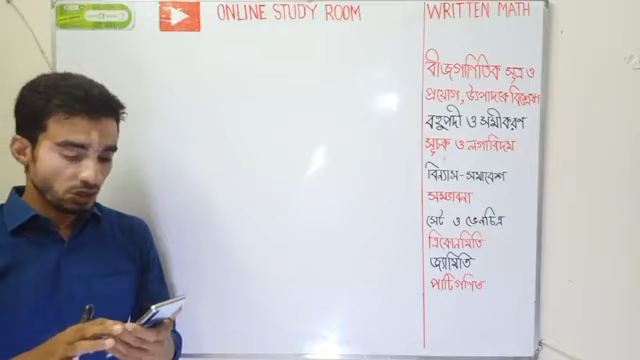 ONLINE STUDY ROOM
WRITTEN MATH
বীজগাণিতিক সূত্র ও
প্রয়োগ, উৎপাদকে বিশ্লেষণ
বহুপদী ও সমীকরণ
সূচক ও লগারিদম
বিন্যাস-সমাবেশ
সম্ভাবনা
সেট ও ভেনচিত্র
ত্রিকোনমিতি
জ্যামিতি
পাটিগণিত